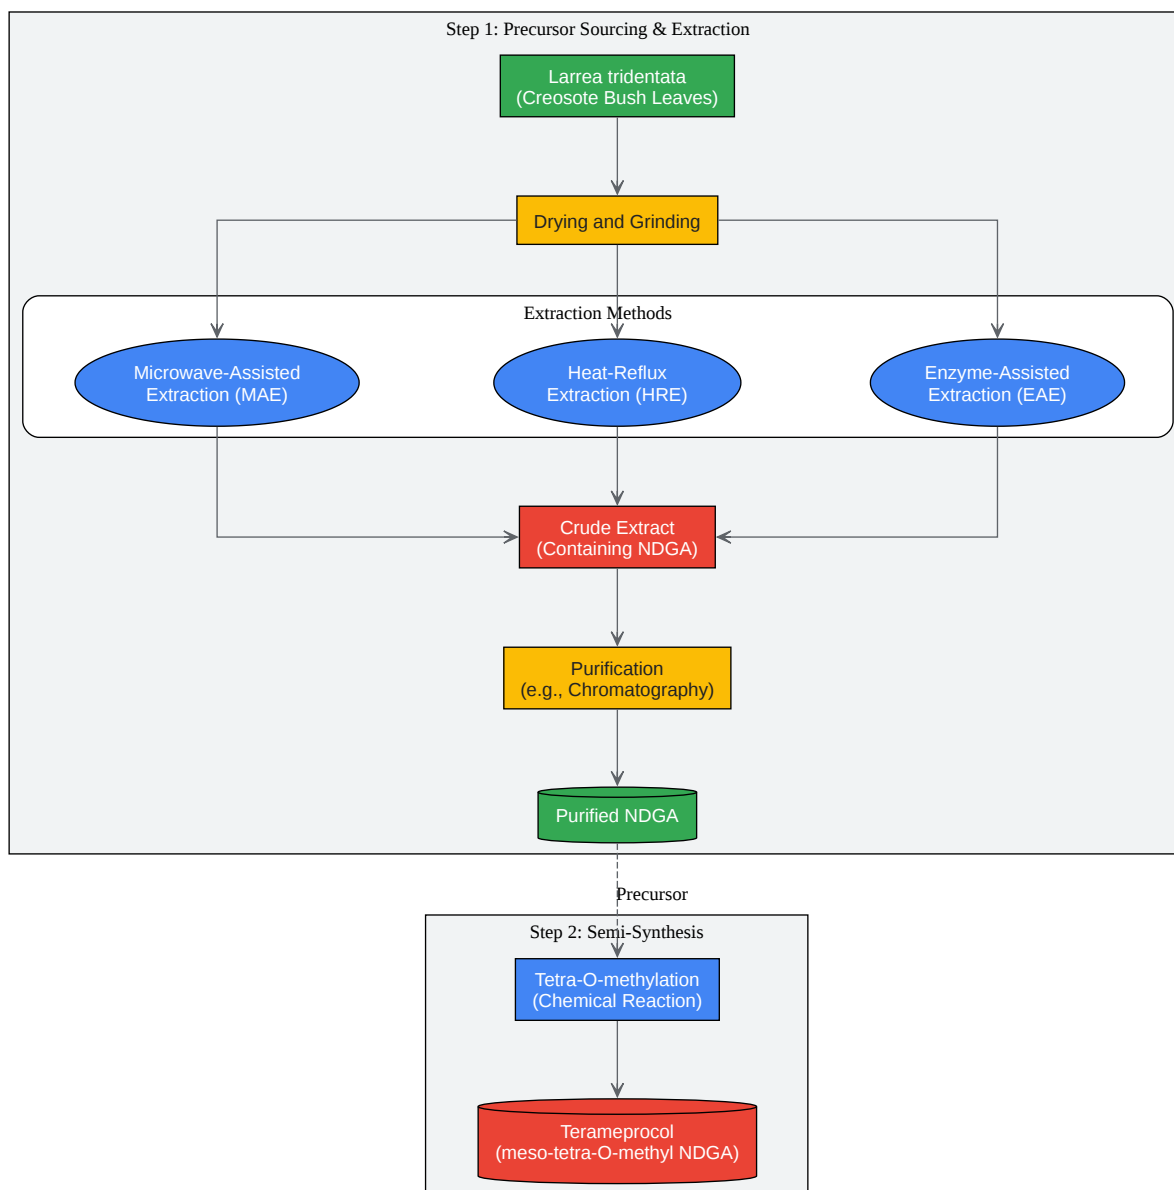 Step 1: Precursor Sourcing & Extraction
Larrea tridentata
(Creosote Bush Leaves)
Drying and Grinding
Extraction Methods
Microwave-Assisted
Extraction (MAE)
Heat-Reflux
Extraction (HRE)
Enzyme-Assisted
Extraction (EAE)
Crude Extract
(Containing NDGA)
Purification
(e.g., Chromatography)
Purified NDGA
Precursor
Step 2: Semi-Synthesis
Tetra-O-methylation
(Chemical Reaction)
Terameprocol
(meso-tetra-O-methyl NDGA)